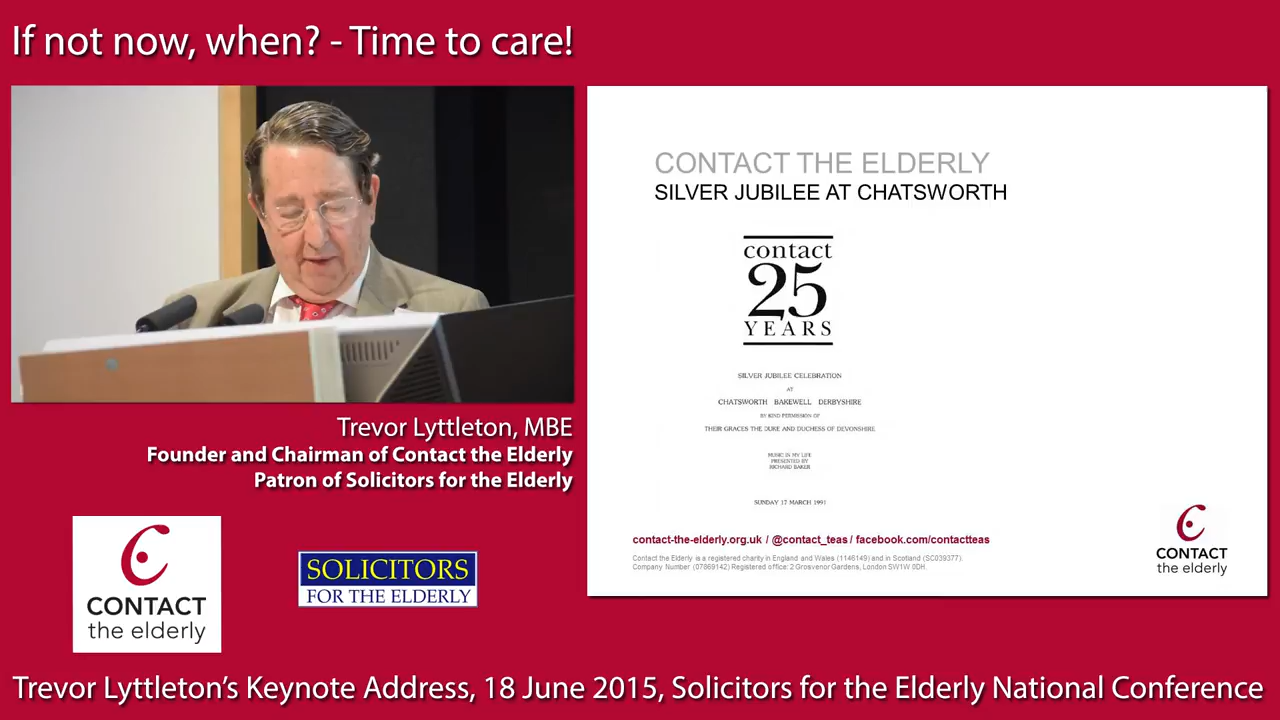 If not now, when? - Time to care!
CONTACT THE ELDERLY
SILVER JUBILEE AT CHATSWORTH
contact
25
YEARS
SILVER JUBILEE CELEBRATION
AT
CHATSWORTH BAKEWELL DERBYSHIRE
BY KIND PERMISSION OF
THEIR GRACES THE DUKE AND DUCHESS OF DEVONSHIRE
MUSIC IN MY LIFE
PRESENTED BY
RICHARD BAKER
SUNDAY 17 MARCH 1991
contact-the-elderly.org.uk / @contact_teas / facebook.com/contactteas
Contact the Elderly is a registered charity in England and Wales (1146149) and in Scotland (SC039377).
Company Number (07869142) Registered office: 2 Grosvenor Gardens, London SW1W 0DH.
CONTACT
the elderly
Trevor Lyttleton, MBE
Founder and Chairman of Contact the Elderly
Patron of Solicitors for the Elderly
CONTACT
the elderly
SOLICITORS
FOR THE ELDERLY
Trevor Lyttleton's Keynote Address, 18 June 2015, Solicitors for the Elderly National Conference